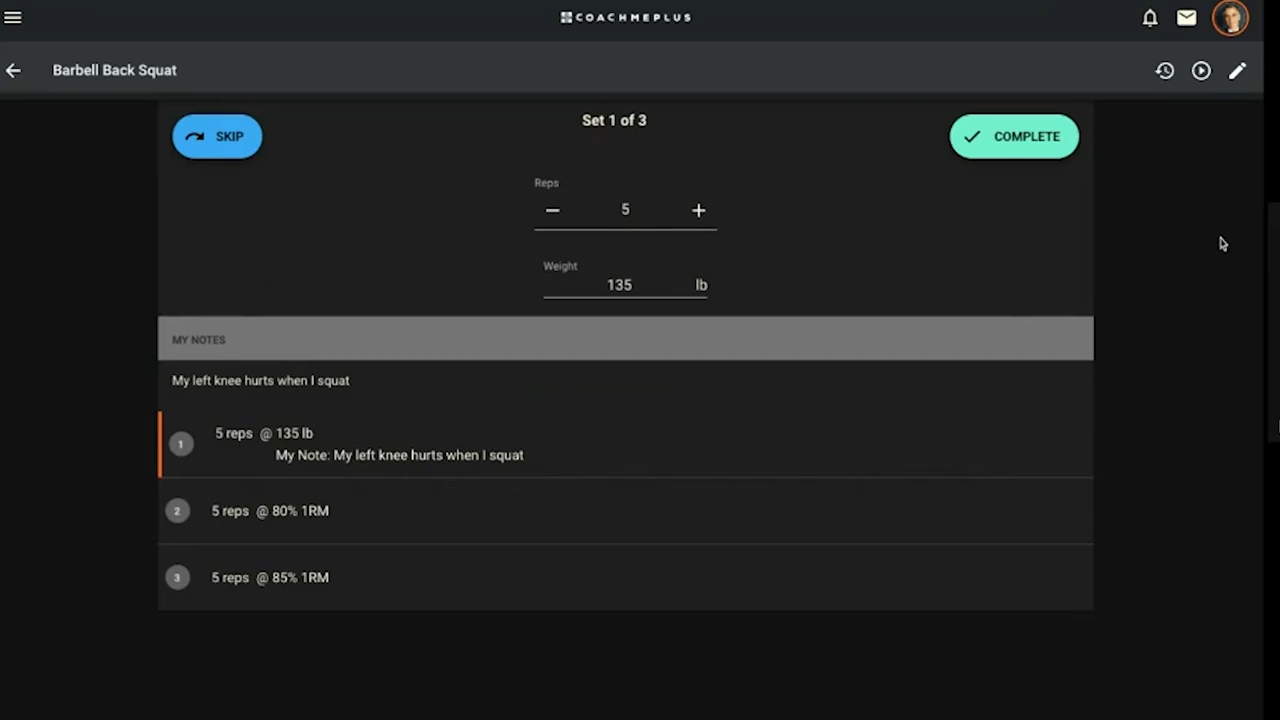 COACHMEPLUS
Barbell Back Squat
SKIP
Set 1 of 3
COMPLETE
Reps
5
Weight
135 lb
MY NOTES
My left knee hurts when I squat
1
5 reps @ 135 lb
My Note: My left knee hurts when I squat
2
5 reps @ 80% 1RM
3
5 reps @ 85% 1RM